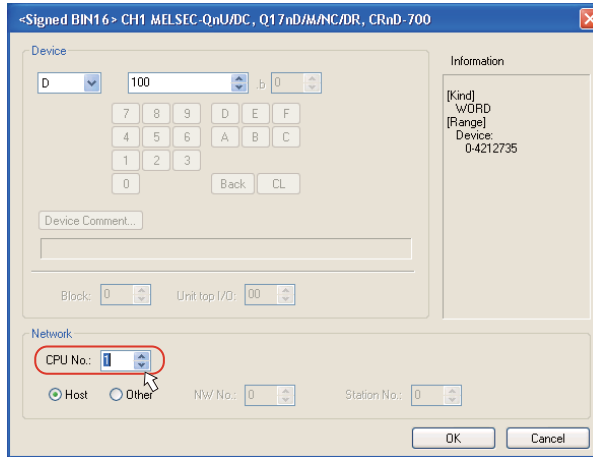 <Signed BIN16> CH1 MELSEC-QnU/DC, Q17nD/M/NC/DR, CRnD-700
Device
D 100 .b 0
7 8 9 D E F
4 5 6 A B C
1 2 3
0 Back CL
Device Comment...
Block: 0 Unit top I/O: 00
Information
[Kind]
WORD
[Range]
Device:
0-4212735
Network
CPU No.: 1
Host Other NW No.: 0 Station No.: 0
OK Cancel